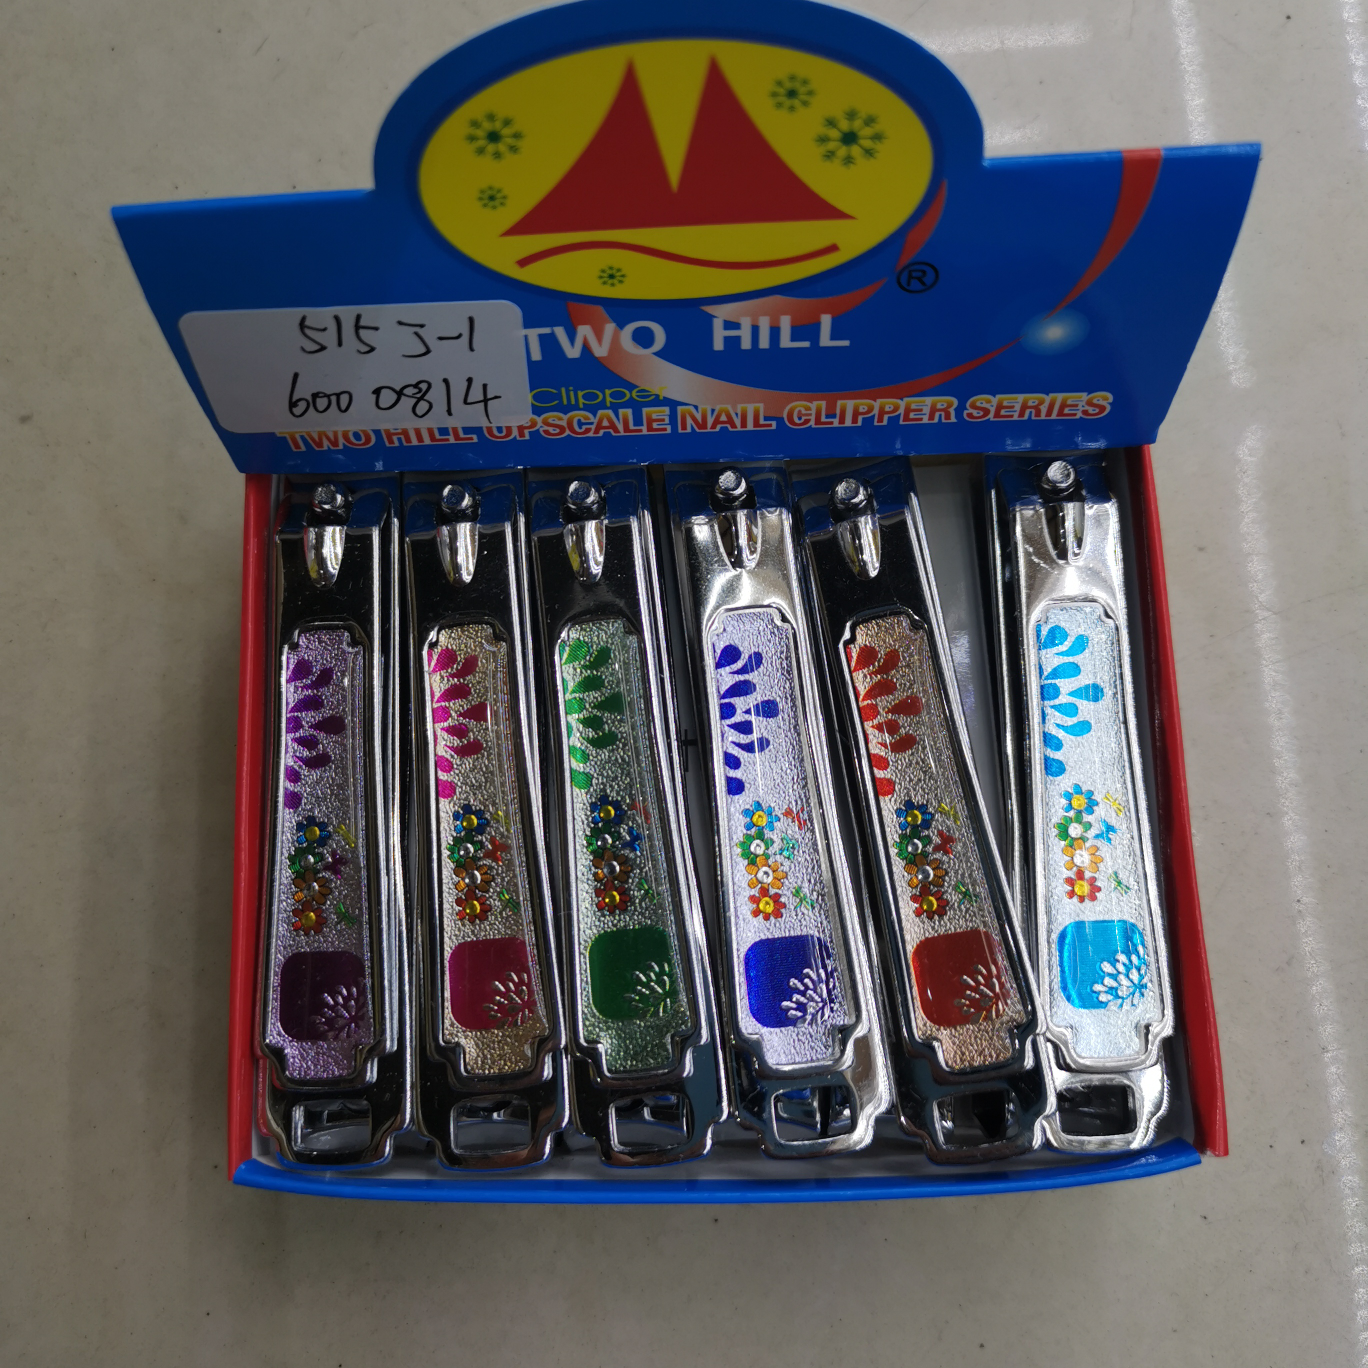 ®
TWO HILL
515 J-1
600 0814
Clipper
TWO HILL UPSCALE NAIL CLIPPER SERIES